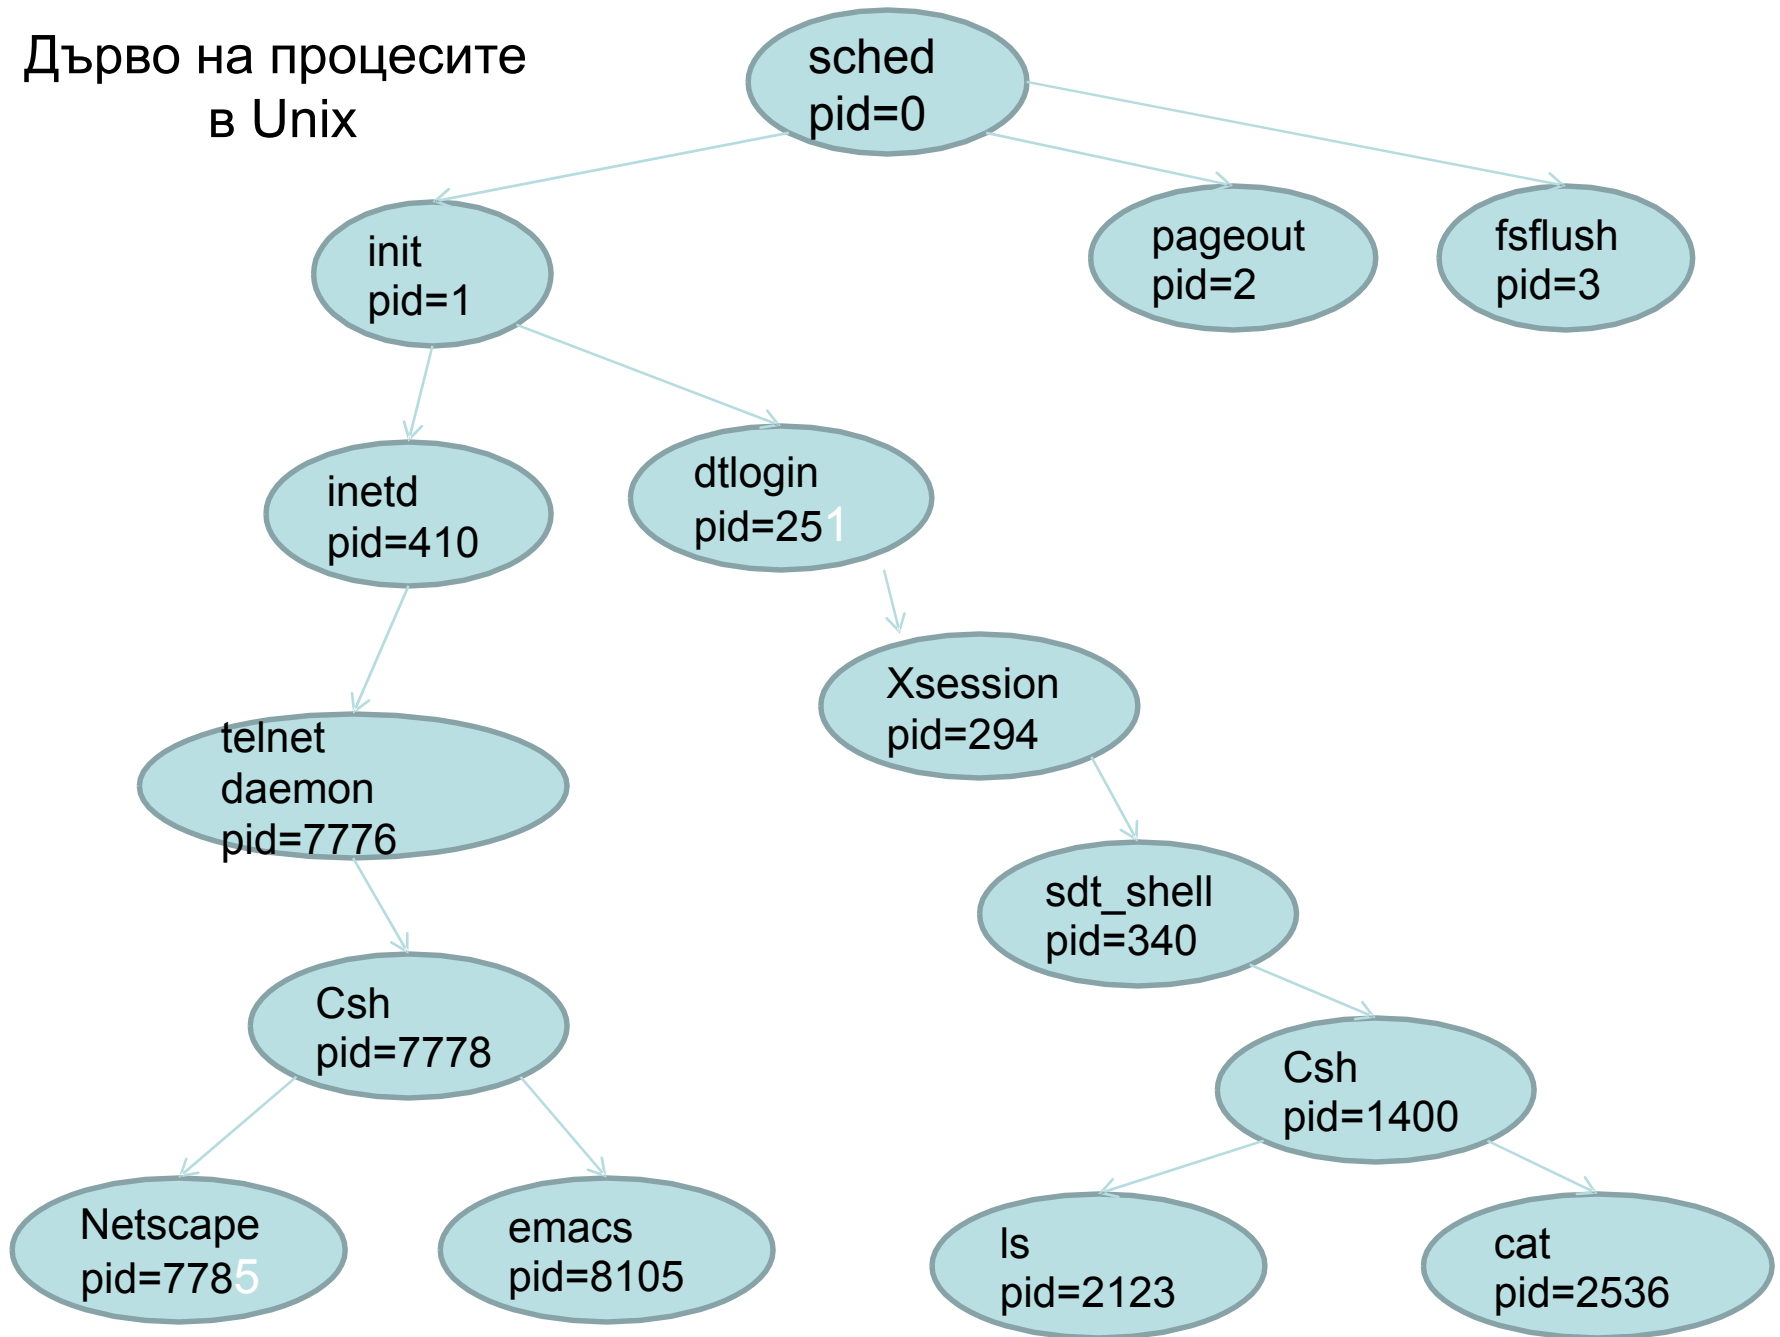 Дърво на процесите
в Unix
sched
pid=0
init
pid=1
pageout
pid=2
fsflush
pid=3
inetd
pid=410
dtlogin
pid=251
Xsession
pid=294
telnet
daemon
pid=7776
sdt_shell
pid=340
Csh
pid=7778
Csh
pid=1400
Netscape
pid=7785
emacs
pid=8105
ls
pid=2123
cat
pid=2536